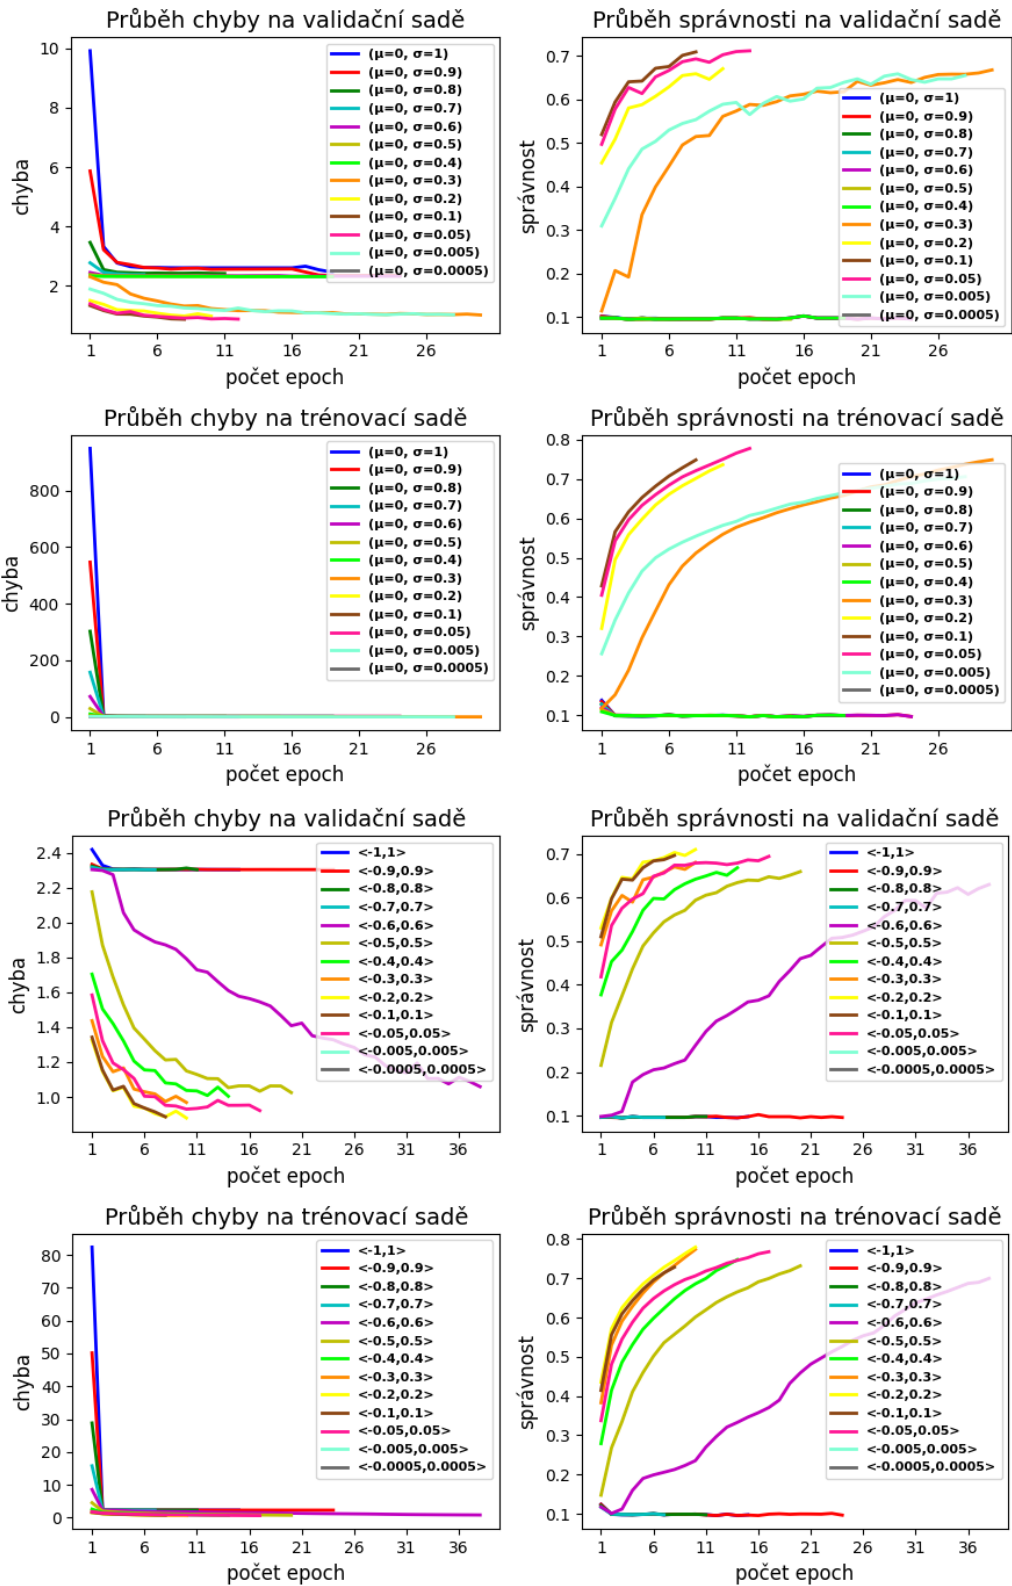 Průběh chyby na validační sadě
chyba
10
8
6
4
2
1
6
11
16
21
26
počet epoch
(μ=0, σ=1)
(μ=0, σ=0.9)
(μ=0, σ=0.8)
(μ=0, σ=0.7)
(μ=0, σ=0.6)
(μ=0, σ=0.5)
(μ=0, σ=0.4)
(μ=0, σ=0.3)
(μ=0, σ=0.2)
(μ=0, σ=0.1)
(μ=0, σ=0.05)
(μ=0, σ=0.005)
(μ=0, σ=0.0005)
Průběh správnosti na validační sadě
správnost
0.7
0.6
0.5
0.4
0.3
0.2
0.1
1
6
11
16
21
26
počet epoch
(μ=0, σ=1)
(μ=0, σ=0.9)
(μ=0, σ=0.8)
(μ=0, σ=0.7)
(μ=0, σ=0.6)
(μ=0, σ=0.5)
(μ=0, σ=0.4)
(μ=0, σ=0.3)
(μ=0, σ=0.2)
(μ=0, σ=0.1)
(μ=0, σ=0.05)
(μ=0, σ=0.005)
(μ=0, σ=0.0005)
Průběh chyby na trénovací sadě
chyba
800
600
400
200
0
1
6
11
16
21
26
počet epoch
(μ=0, σ=1)
(μ=0, σ=0.9)
(μ=0, σ=0.8)
(μ=0, σ=0.7)
(μ=0, σ=0.6)
(μ=0, σ=0.5)
(μ=0, σ=0.4)
(μ=0, σ=0.3)
(μ=0, σ=0.2)
(μ=0, σ=0.1)
(μ=0, σ=0.05)
(μ=0, σ=0.005)
(μ=0, σ=0.0005)
Průběh správnosti na trénovací sadě
správnost
0.8
0.7
0.6
0.5
0.4
0.3
0.2
0.1
1
6
11
16
21
26
počet epoch
(μ=0, σ=1)
(μ=0, σ=0.9)
(μ=0, σ=0.8)
(μ=0, σ=0.7)
(μ=0, σ=0.6)
(μ=0, σ=0.5)
(μ=0, σ=0.4)
(μ=0, σ=0.3)
(μ=0, σ=0.2)
(μ=0, σ=0.1)
(μ=0, σ=0.05)
(μ=0, σ=0.005)
(μ=0, σ=0.0005)
Průběh chyby na validační sadě
chyba
2.4
2.2
2.0
1.8
1.6
1.4
1.2
1.0
1
6
11
16
21
26
31
36
počet epoch
<-1,1>
<-0.9,0.9>
<-0.8,0.8>
<-0.7,0.7>
<-0.6,0.6>
<-0.5,0.5>
<-0.4,0.4>
<-0.3,0.3>
<-0.2,0.2>
<-0.1,0.1>
<-0.05,0.05>
<-0.005,0.005>
<-0.0005,0.0005>
Průběh správnosti na validační sadě
správnost
0.7
0.6
0.5
0.4
0.3
0.2
0.1
1
6
11
16
21
26
31
36
počet epoch
<-1,1>
<-0.9,0.9>
<-0.8,0.8>
<-0.7,0.7>
<-0.6,0.6>
<-0.5,0.5>
<-0.4,0.4>
<-0.3,0.3>
<-0.2,0.2>
<-0.1,0.1>
<-0.05,0.05>
<-0.005,0.005>
<-0.0005,0.0005>
Průběh chyby na trénovací sadě
chyba
80
70
60
50
40
30
20
10
0
1
6
11
16
21
26
31
36
počet epoch
<-1,1>
<-0.9,0.9>
<-0.8,0.8>
<-0.7,0.7>
<-0.6,0.6>
<-0.5,0.5>
<-0.4,0.4>
<-0.3,0.3>
<-0.2,0.2>
<-0.1,0.1>
<-0.05,0.05>
<-0.005,0.005>
<-0.0005,0.0005>
Průběh správnosti na trénovací sadě
správnost
0.8
0.7
0.6
0.5
0.4
0.3
0.2
0.1
1
6
11
16
21
26
31
36
počet epoch
<-1,1>
<-0.9,0.9>
<-0.8,0.8>
<-0.7,0.7>
<-0.6,0.6>
<-0.5,0.5>
<-0.4,0.4>
<-0.3,0.3>
<-0.2,0.2>
<-0.1,0.1>
<-0.05,0.05>
<-0.005,0.005>
<-0.0005,0.0005>